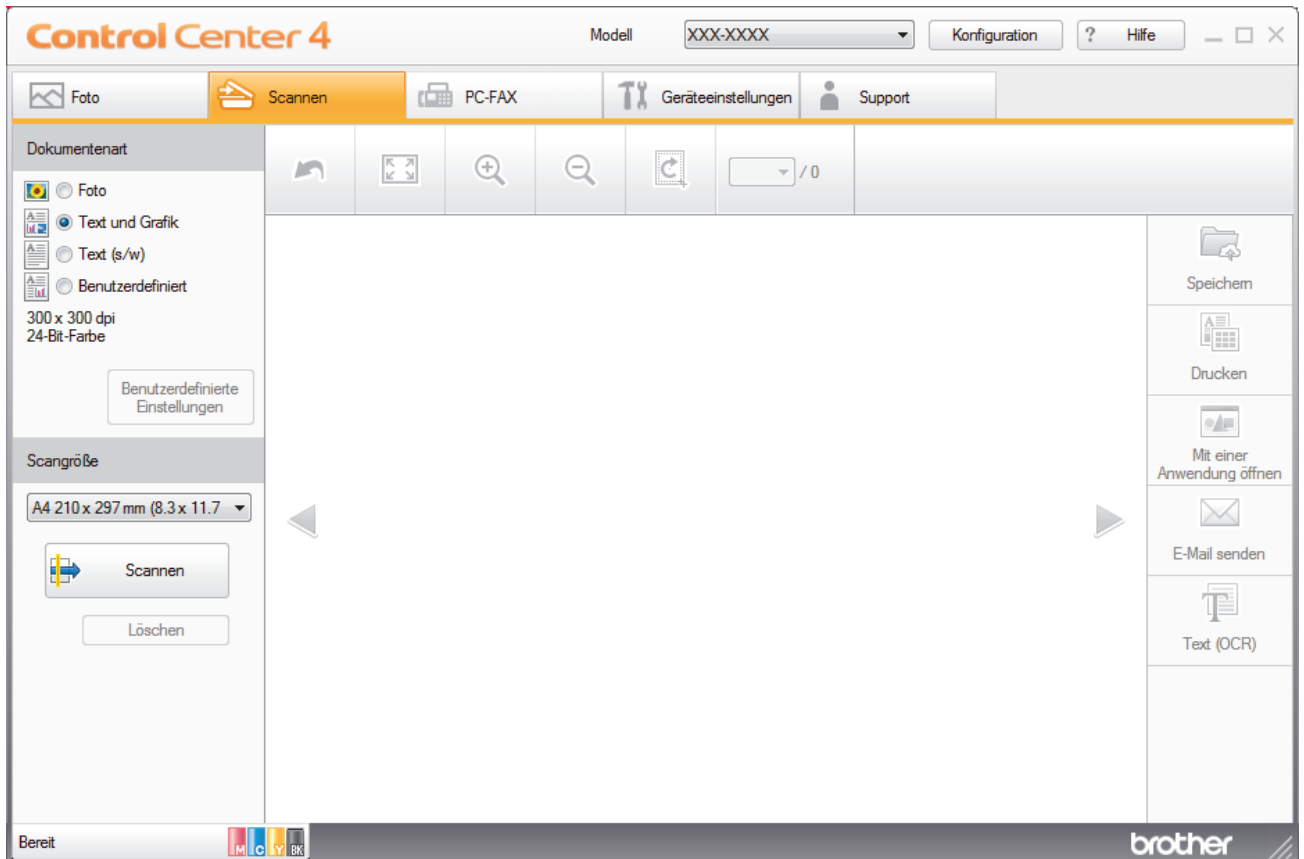 Control Center 4
Modell
XXX-XXXX
Konfiguration
? Hilfe
Foto
Scannen
PC-FAX
Geräteeinstellungen
Support
Dokumentenart
Foto
Text und Grafik
Text (s/w)
Benutzerdefiniert
300 x 300 dpi
24-Bit-Farbe
Benutzerdefinierte
Einstellungen
Scangröße
A4 210 x 297 mm (8.3 x 11.7
Scannen
Löschen
/ 0
Speichern
Drucken
Mit einer
Anwendung öffnen
E-Mail senden
Text (OCR)
Bereit
M C Y BK
brother